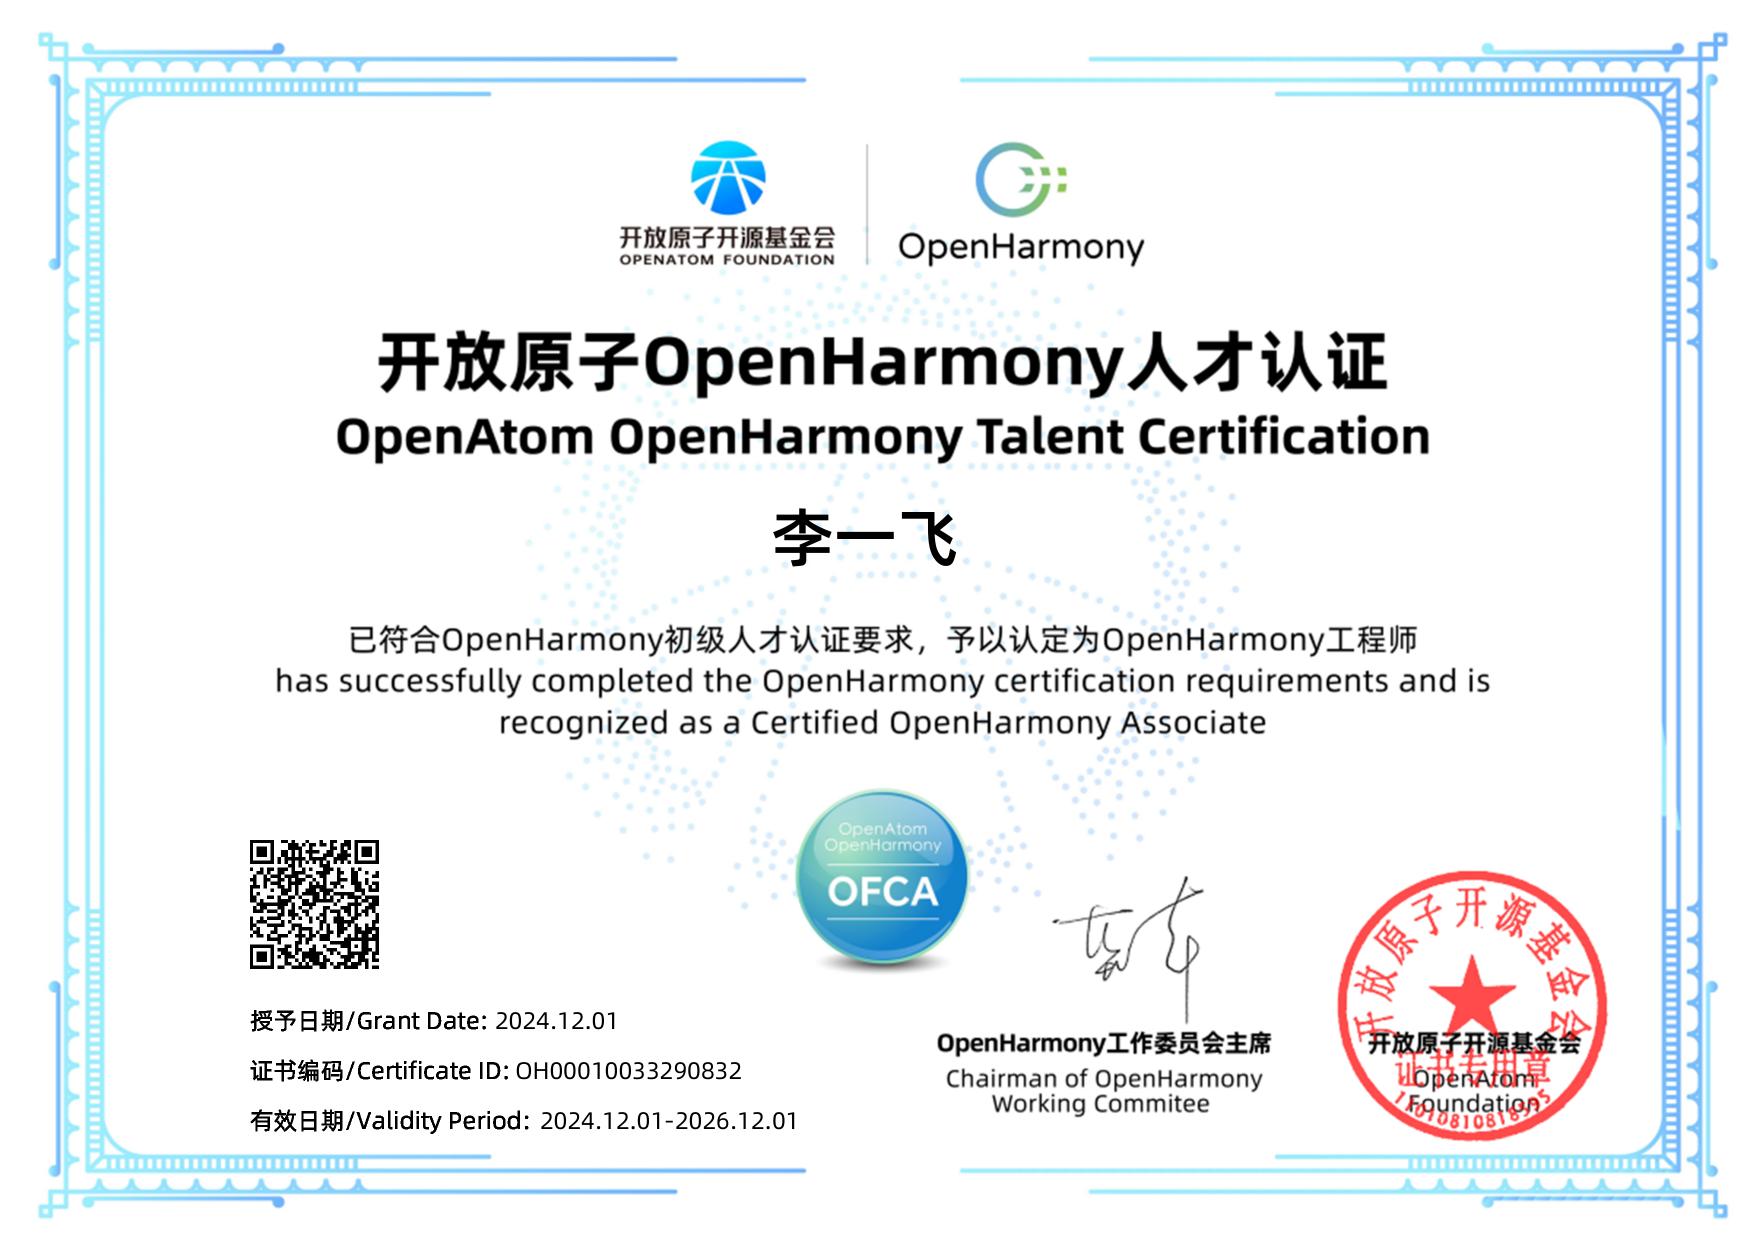 开放原子开源基金会
OPENATOM FOUNDATION
OpenHarmony
开放原子OpenHarmony人才认证
OpenAtom OpenHarmony Talent Certification
李一飞
已符合OpenHarmony初级人才认证要求，予以认定为OpenHarmony工程师
has successfully completed the OpenHarmony certification requirements and is
recognized as a Certified OpenHarmony Associate
OpenAtom
OpenHarmony
OFCA
授予日期/Grant Date: 2024.12.01
证书编码/Certificate ID: OH00010033290832
有效日期/Validity Period: 2024.12.01-2026.12.01
OpenHarmony工作委员会主席
Chairman of OpenHarmony
Working Commitee
开放原子开源基金会
开放原子开源基金会
证书专用章
OpenAtom
Foundation